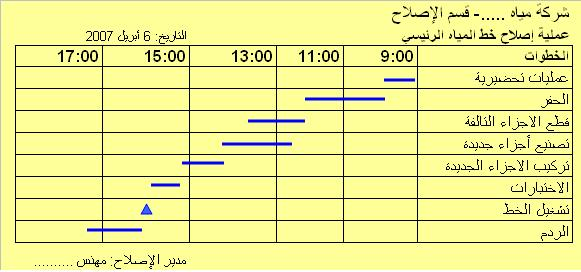 شركة مياه .....- قسم الإصلاح
عملية إصلاح خط المياه الرئيسي
التاريخ: 6 أبريل 2007
الخطوات 9:00 11:00 13:00 15:00 17:00
عمليات تحضيرية
الحفر
قطع الاجزاء التالفة
تصنيع أجزاء جديدة
تركيب الاجزاء الجديدة
الاختبارات
تشغيل الخط
الردم
مدير الإصلاح: مهنس ..........